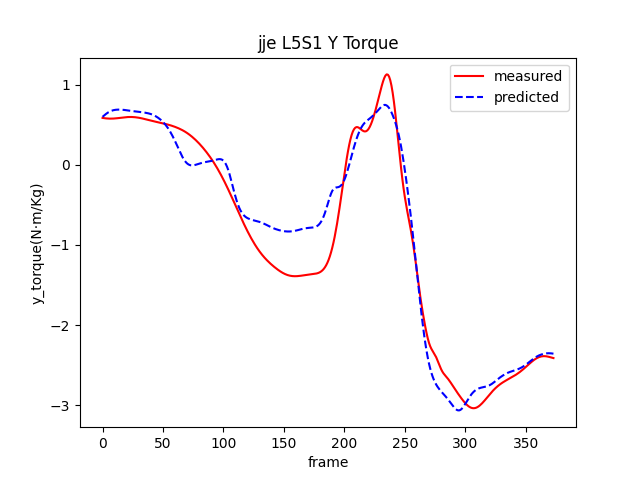 jje L5S1 Y Torque
measured
predicted
y_torque(N·m/Kg)
1
0
−1
−2
−3
0 50 100 150 200 250 300 350
frame